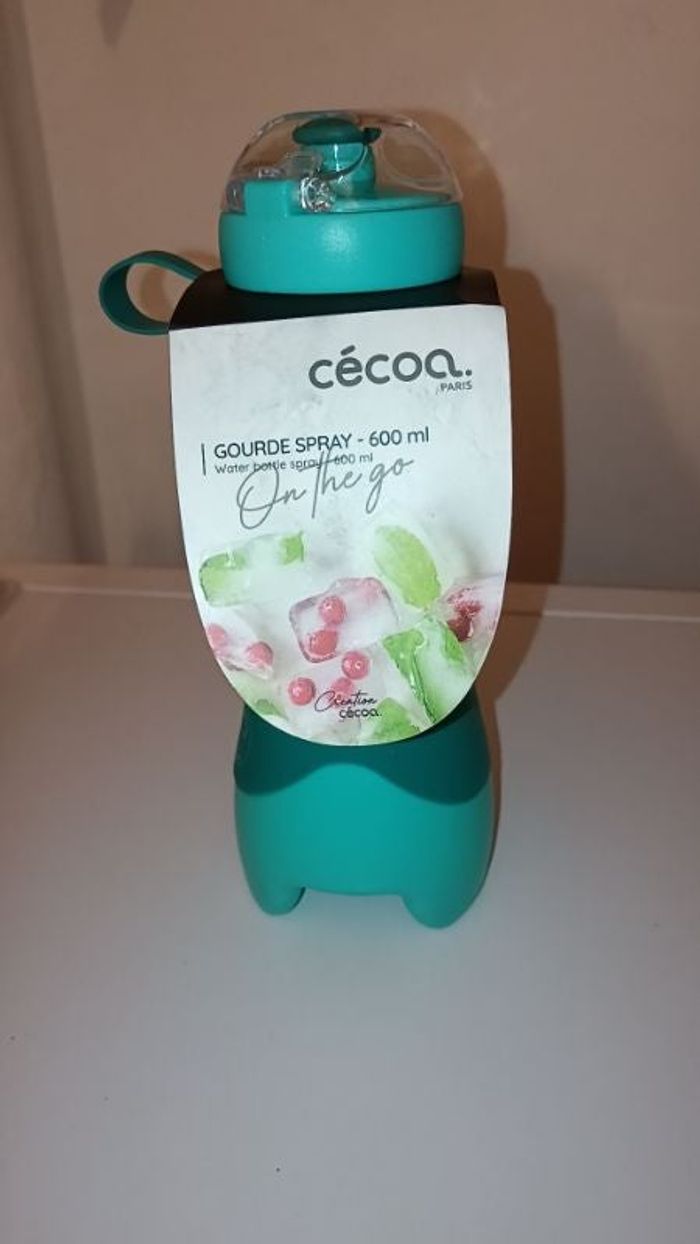 cécoa.
PARIS
GOURDE SPRAY - 600 ml
Water bottle spray - 600 ml
On the go
Création
cécoa.